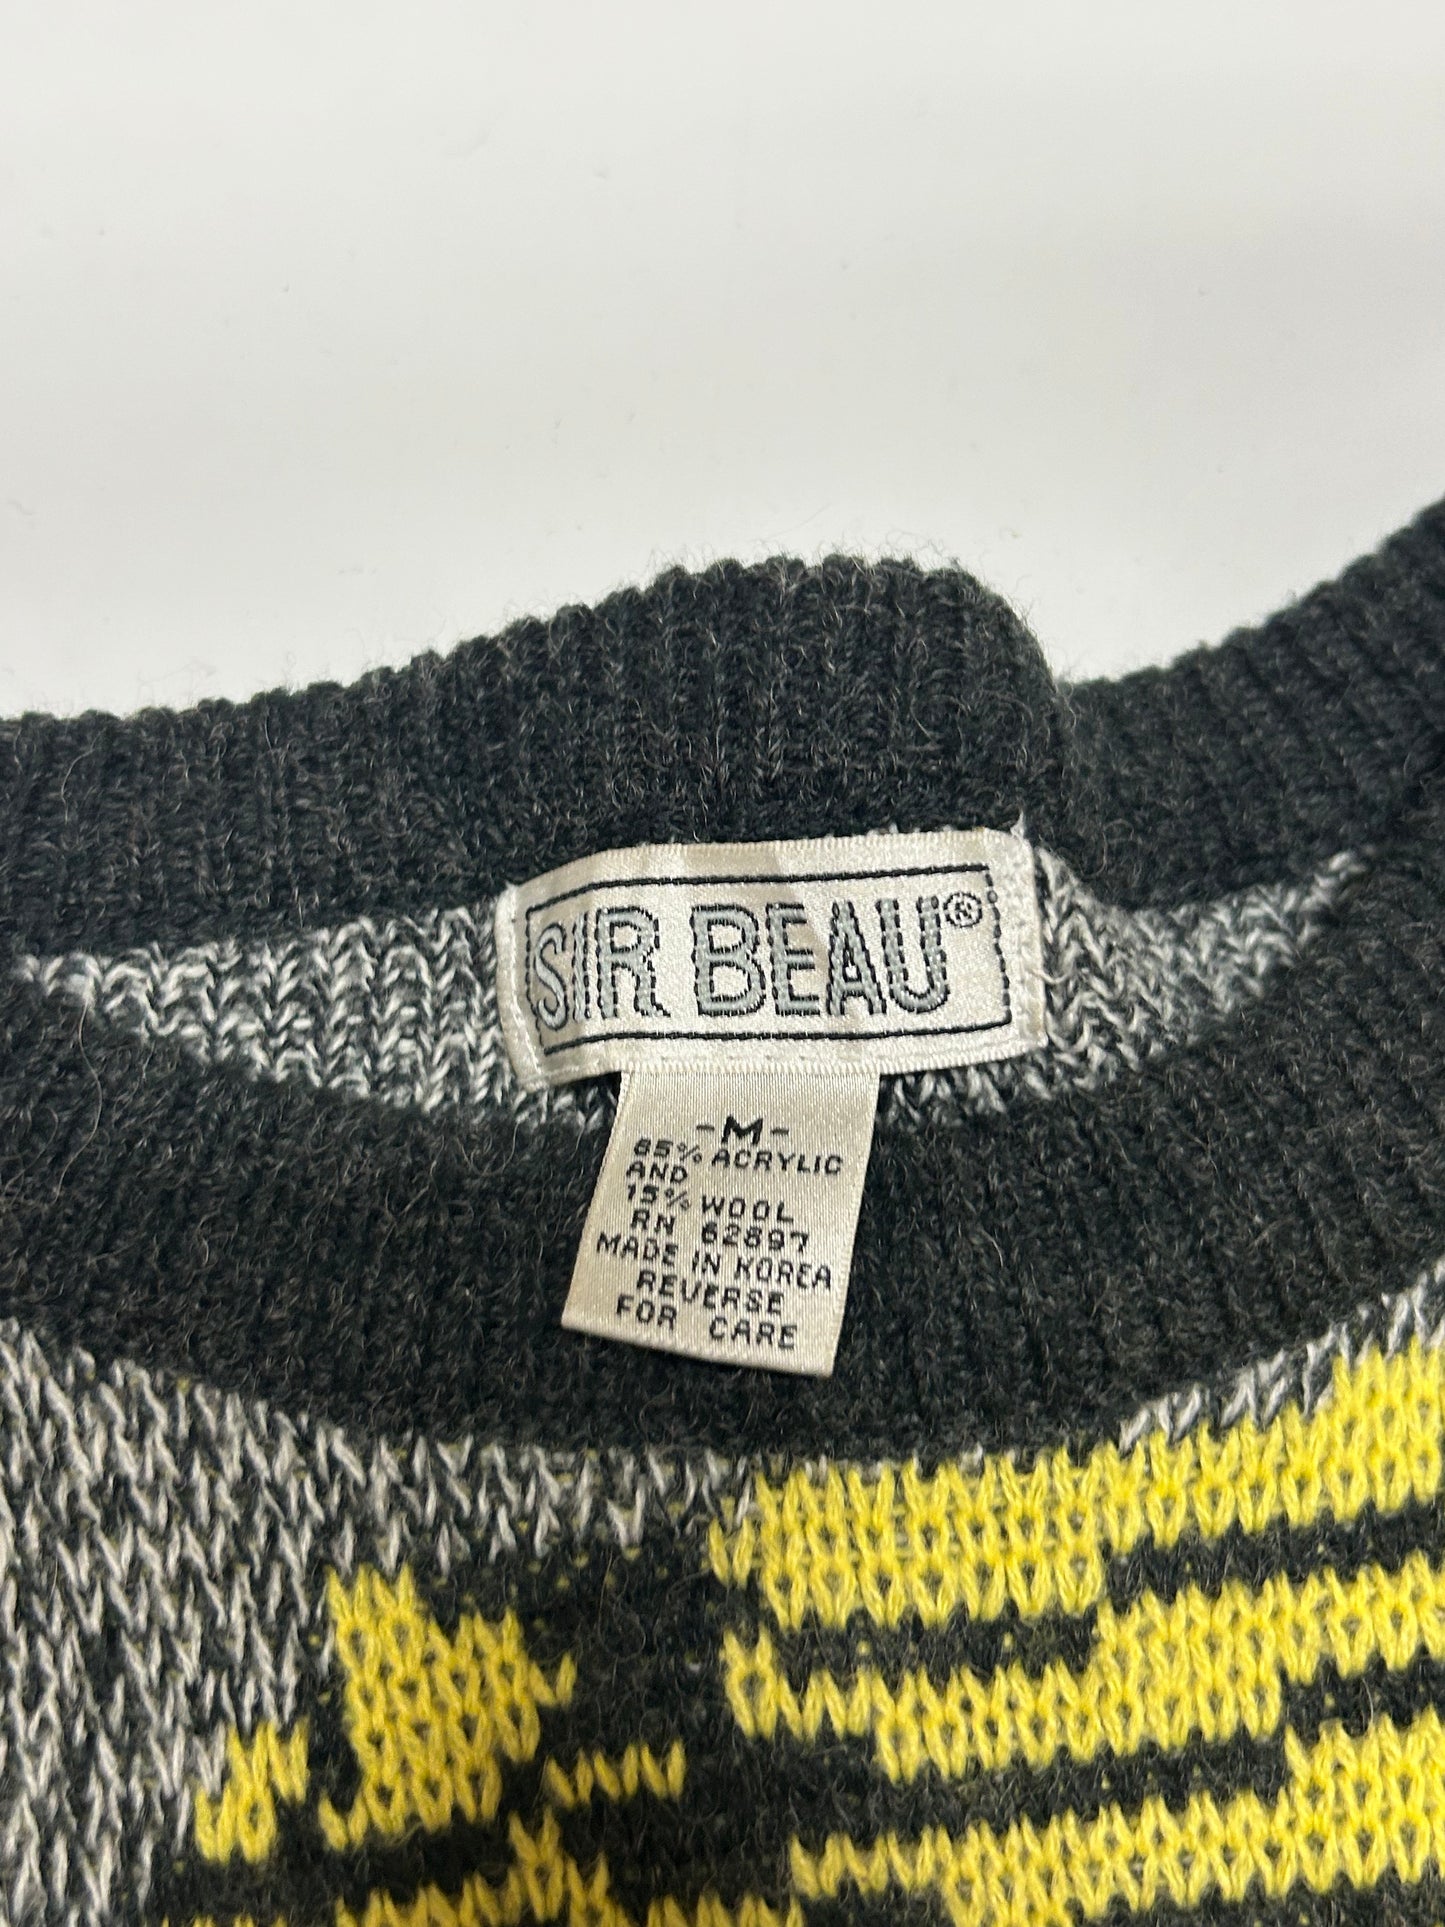 SIR BEAU®
-M-
85% ACRYLIC
AND
15% WOOL
RN 62897
MADE IN KOREA
REVERSE
FOR CARE